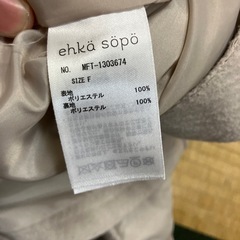 ehkä söpö
NO. MFT-1303674
SIZE F
表地
ポリエステル 100%
裏地
ポリエステル 100%